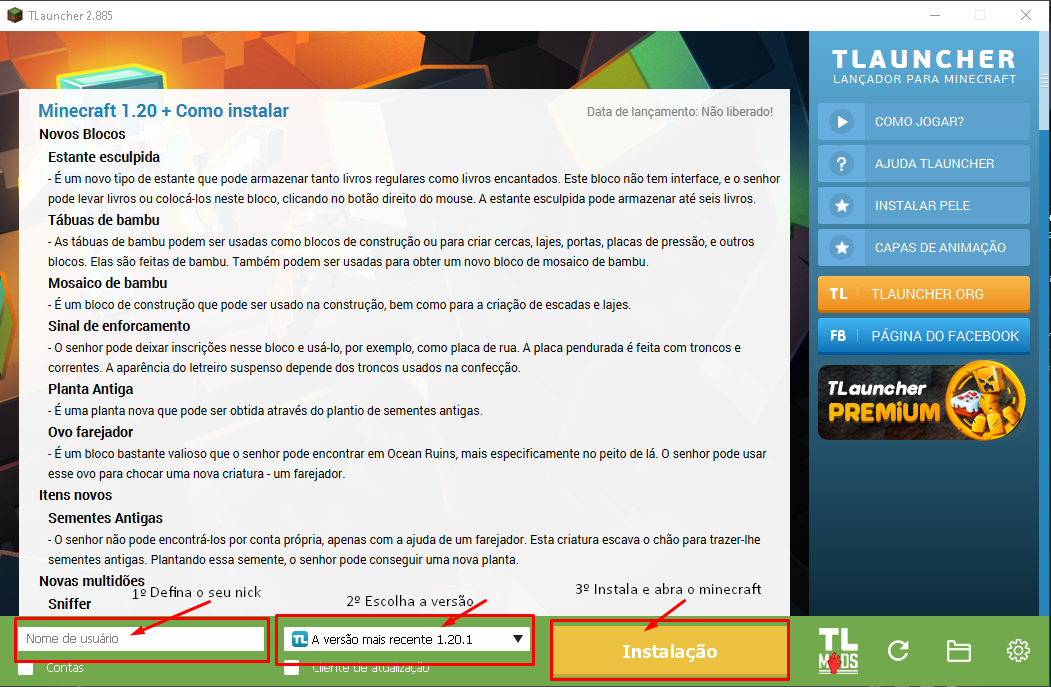 TLauncher 2.885
TLAUNCHER
LANÇADOR PARA MINECRAFT
Minecraft 1.20 + Como instalar
Data de lançamento: Não liberado!
Novos Blocos
Estante esculpida
- É um novo tipo de estante que pode armazenar tanto livros regulares como livros encantados. Este bloco não tem interface, e o senhor
pode levar livros ou colocá-los neste bloco, clicando no botão direito do mouse. A estante esculpida pode armazenar até seis livros.
Tábuas de bambu
- As tábuas de bambu podem ser usadas como blocos de construção ou para criar cercas, lajes, portas, placas de pressão, e outros
blocos. Elas são feitas de bambu. Também podem ser usadas para obter um novo bloco de mosaico de bambu.
Mosaico de bambu
- É um bloco de construção que pode ser usado na construção, bem como para a criação de escadas e lajes.
Sinal de enforcamento
- O senhor pode deixar inscrições nesse bloco e usá-lo, por exemplo, como placa de rua. A placa pendurada é feita com troncos e
correntes. A aparência do letreiro suspenso depende dos troncos usados na confecção.
Planta Antiga
- É uma planta nova que pode ser obtida através do plantio de sementes antigas.
Ovo farejador
- É um bloco bastante valioso que o senhor pode encontrar em Ocean Ruins, mais especificamente no peito de lá. O senhor pode usar
esse ovo para chocar uma nova criatura - um farejador.
Itens novos
Sementes Antigas
- O senhor não pode encontrá-los por conta própria, apenas com a ajuda de um farejador. Esta criatura escava o chão para trazer-lhe
sementes antigas. Plantando essa semente, o senhor pode conseguir uma nova planta.
Novas multidões
Sniffer
COMO JOGAR?
? AJUDA TLAUNCHER
INSTALAR PELE
CAPAS DE ANIMAÇÃO
TL TLAUNCHER.ORG
FB PÁGINA DO FACEBOOK
TLauncher
PREMIUM
1º Defina o seu nick
2º Escolha a versão
3º Instala e abra o minecraft
Nome de usuário
TL A versão mais recente 1.20.1
Instalação
Contas
Cliente de atualização
TL
MODS